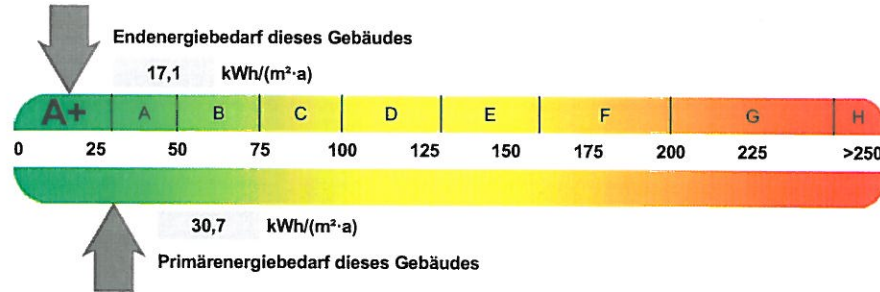 Endenergiebedarf dieses Gebäudes
17,1 kWh/(m²·a)
A+ A B C D E F G H
0 25 50 75 100 125 150 175 200 225 >250
30,7 kWh/(m²·a)
Primärenergiebedarf dieses Gebäudes